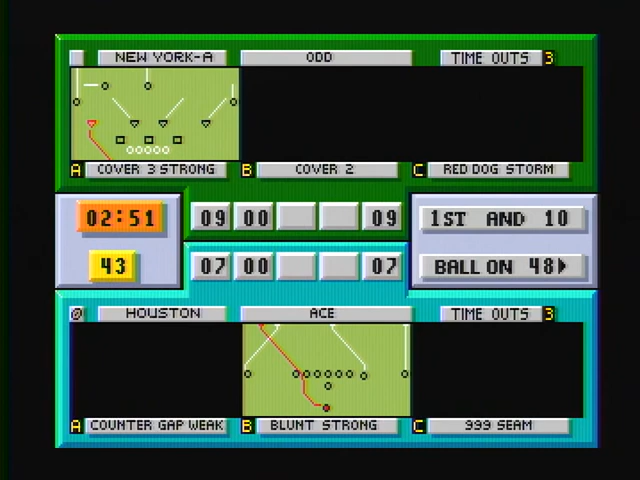 NEW YORK-A ODD TIME OUTS 3
A COVER 3 STRONG B COVER 2 C RED DOG STORM
02:51 09 00 09 1ST AND 10
43 07 00 07 BALL ON 48
HOUSTON ACE TIME OUTS 3
A COUNTER GAP WEAK B BLUNT STRONG C 999 SEAM